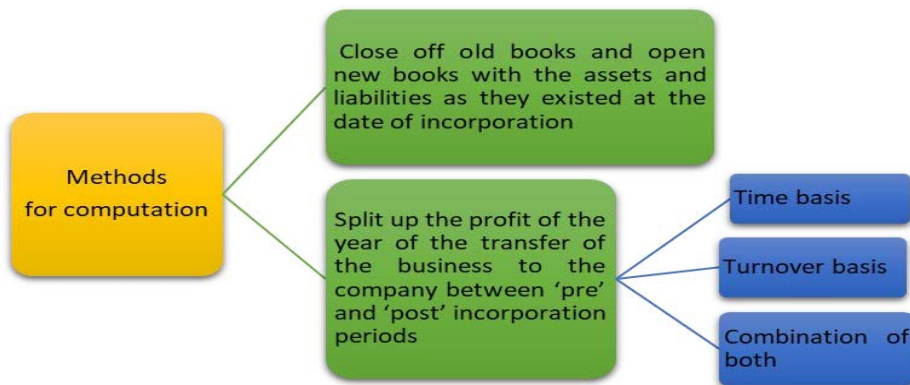 Close off old books and open
new books with the assets and
liabilities as they existed at the
date of incorporation
Methods
for computation
Split up the profit of the
year of the transfer of
the business to the
company between ‘pre’
and ‘post’ incorporation
periods
Time basis
Turnover basis
Combination of
both